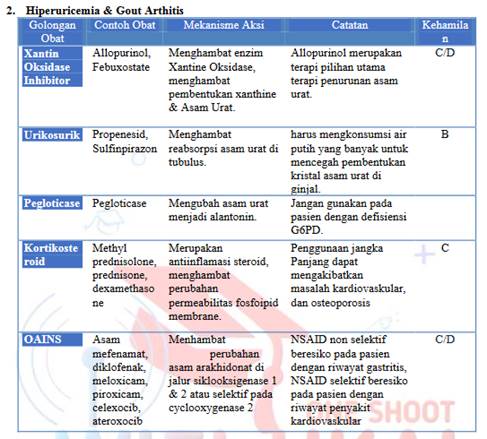 2. Hiperuricemia & Gout Arthitis
Golongan Obat
Contoh Obat
Mekanisme Aksi
Catatan
Kehamila
n
Xantin
Oksidase
Inhibitor
Allopurinol,
Febuxostate
Menghambat enzim
Xantine Oksidase,
menghambat
pembentukan xanthine
& Asam Urat.
Allopurinol merupakan
terapi pilihan utama
terapi penurunan asam
urat.
C/D
Urikosurik
Propenesid,
Sulfinpirazon
Menghambat
reabsorpsi asam urat di
tubulus.
harus mengkonsumsi air
putih yang banyak untuk
mencegah pembentukan
kristal asam urat di
ginjal.
B
Pegloticase
Pegloticase
Mengubah asam urat
menjadi alantonin.
Jangan gunakan pada
pasien dengan defisiensi
G6PD.
Kortikoste
roid
Methyl
prednisolone,
prednisone,
dexamethaso
ne
Merupakan
antiinflamasi steroid,
menghambat
perubahan
permeabilitas fosfoipid
membrane.
Penggunaan jangka
Panjang dapat
mengakibatkan
masalah kardiovaskular,
dan osteoporosis
C
OAINS
Asam
mefenamat,
diklofenak,
meloxicam,
piroxicam,
celexocib,
ateroxocib
Menhambat
perubahan
asam arakhidonat di
jalur siklooksigenase 1
& 2 atau selektif pada
cyclooxygenase 2
NSAID non selektif
beresiko pada pasien
dengan riwayat gastritis,
NSAID selektif beresiko
pada pasien dengan
riwayat penyakit
kardiovaskular
C/D
SHOOT